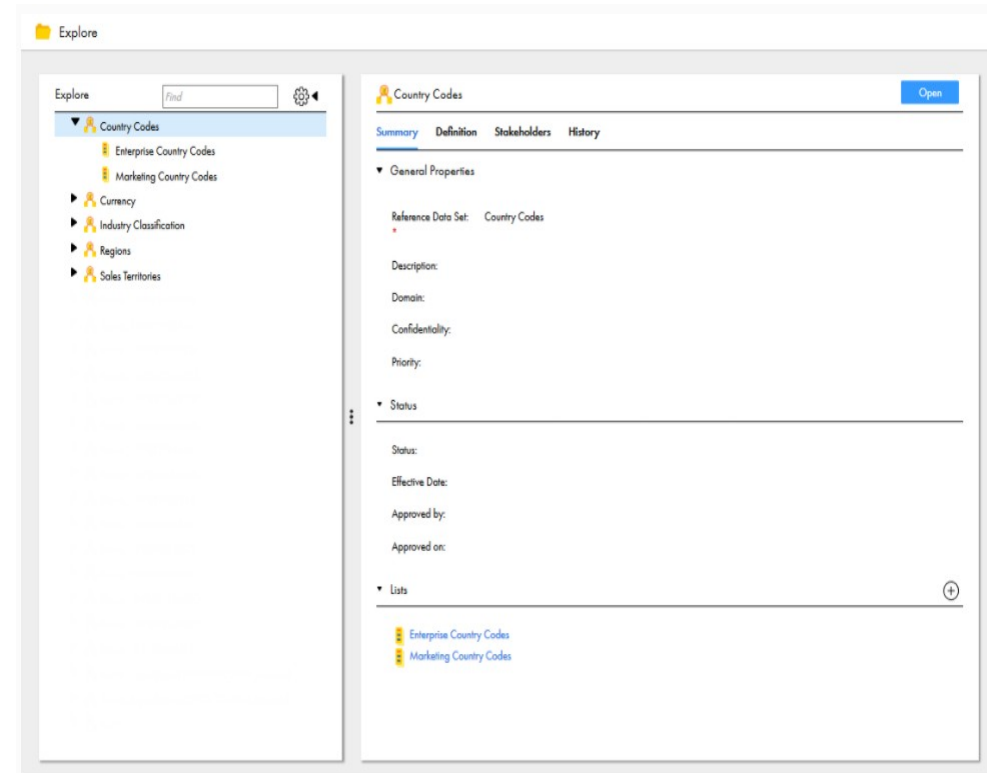 Explore
Explore
Find
Country Codes
Enterprise Country Codes
Marketing Country Codes
Currency
Industry Classification
Regions
Sales Territories
Country Codes
Open
Summary Definition Stakeholders History
General Properties
Reference Data Set: Country Codes
*
Description:
Domain:
Confidentiality:
Priority:
Status
Status:
Effective Date:
Approved by:
Approved on:
Lists
Enterprise Country Codes
Marketing Country Codes